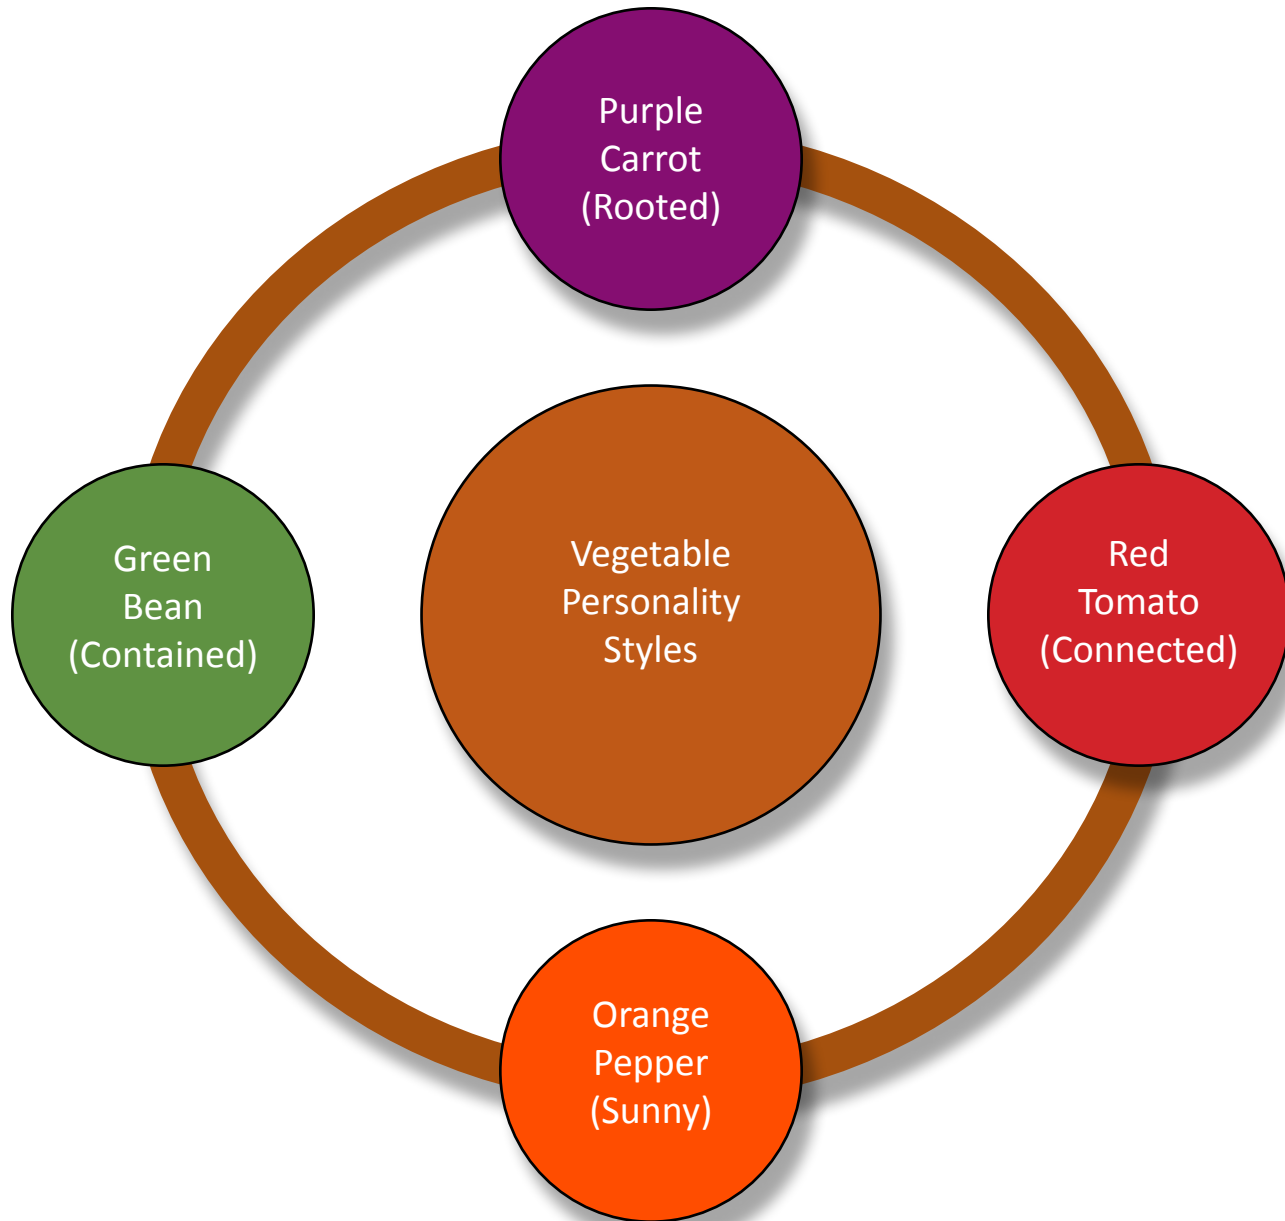 Purple
Carrot
(Rooted)
Green
Bean
(Contained)
Vegetable
Personality
Styles
Red
Tomato
(Connected)
Orange
Pepper
(Sunny)